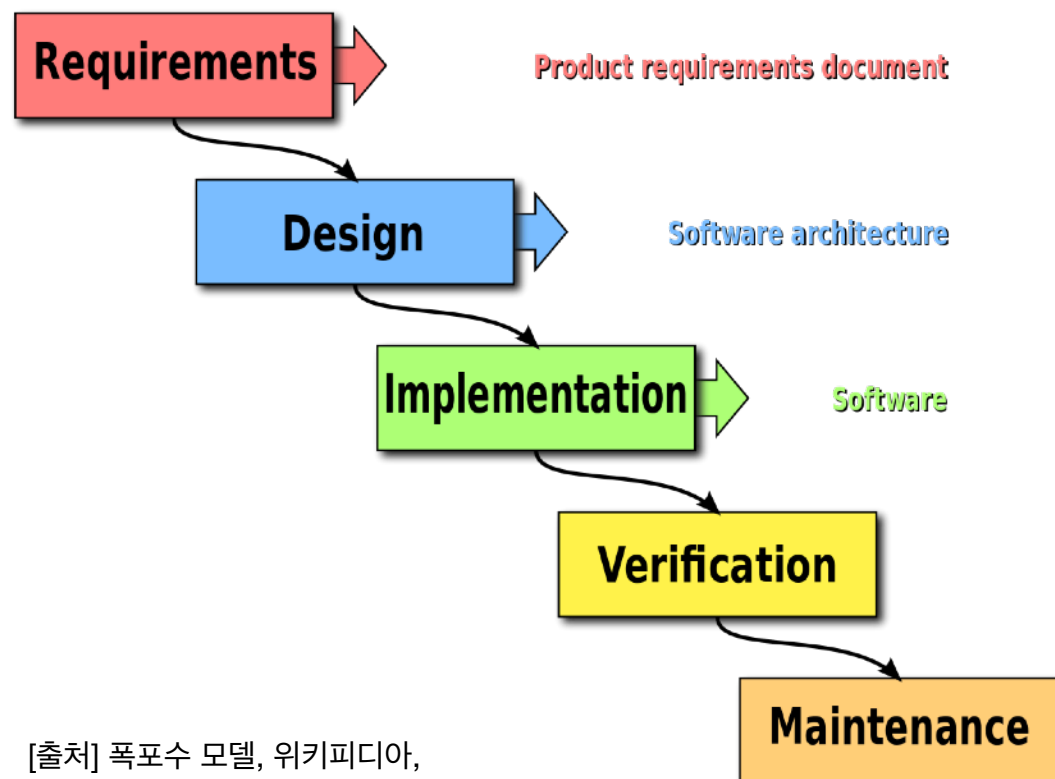 Requirements
Product requirements document
Design
Software architecture
Implementation
Software
Verification
Maintenance
[출처] 폭포수 모델, 위키피디아,